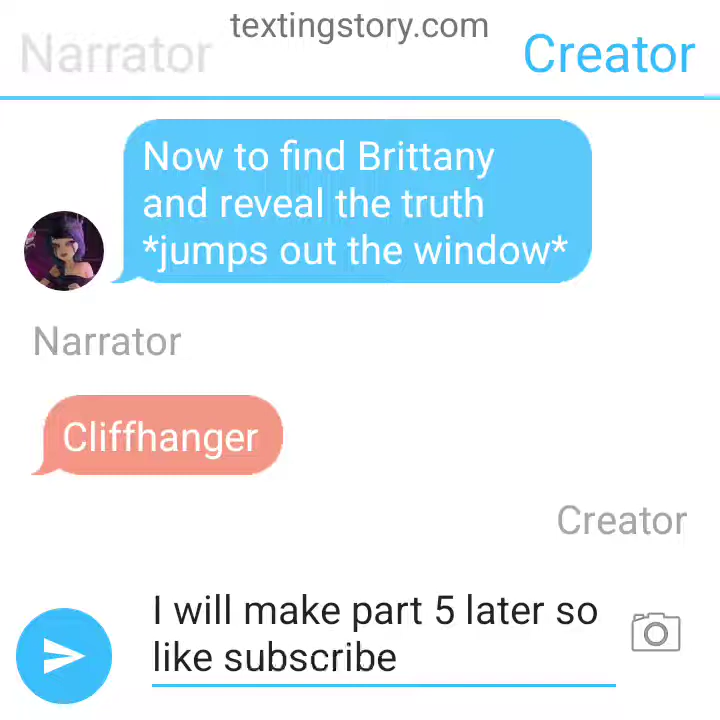 textingstory.com
Narrator
Creator
Now to find Brittany
and reveal the truth
*jumps out the window*
Narrator
Cliffhanger
Creator
I will make part 5 later so
like subscribe